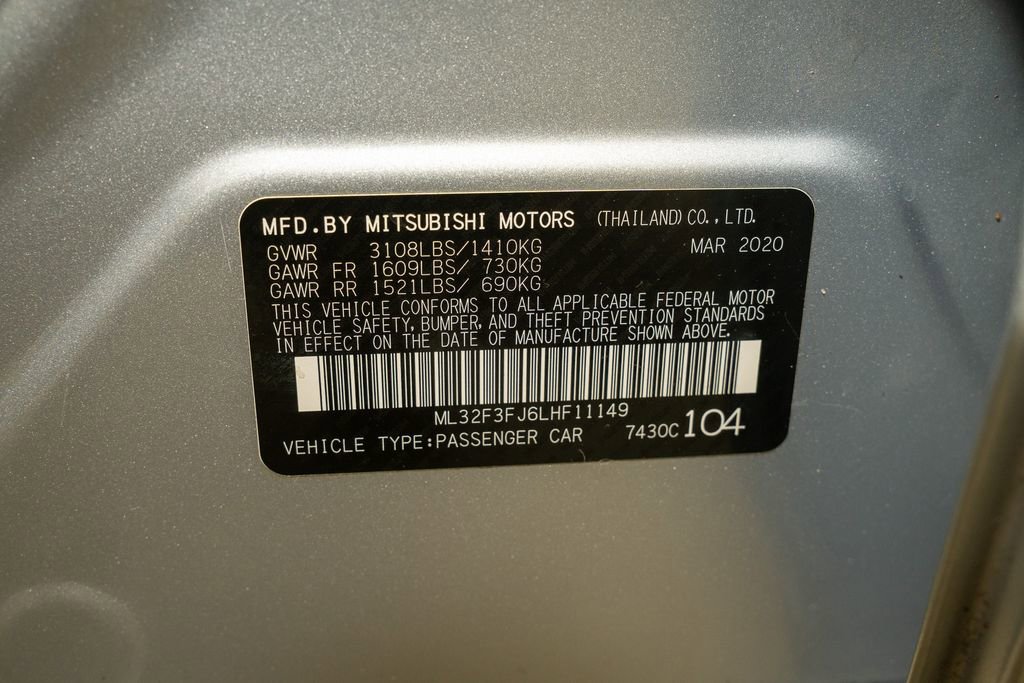 MFD.BY MITSUBISHI MOTORS (THAILAND) CO., LTD.
GVWR 3108LBS/1410KG MAR 2020
GAWR FR 1609LBS/ 730KG
GAWR RR 1521LBS/ 690KG
THIS VEHICLE CONFORMS TO ALL APPLICABLE FEDERAL MOTOR
VEHICLE SAFETY, BUMPER, AND THEFT PREVENTION STANDARDS
IN EFFECT ON THE DATE OF MANUFACTURE SHOWN ABOVE.
ML32F3FJ6LHF11149
VEHICLE TYPE:PASSENGER CAR 7430C 104